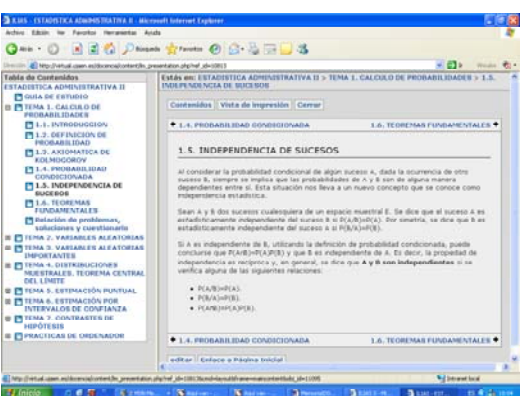 ILIAS - ESTADISTICA ADMINISTRATIVA II - Microsoft Internet Explorer
Archivo Edición Ver Favoritos Herramientas Ayuda
Atrás Búsqueda Favoritos
Tabla de Contenidos
ESTADISTICA ADMINISTRATIVA II
GUIA DE ESTUDIO
TEMA 1. CALCULO DE
PROBABILIDADES
1.1. INTRODUCCION
1.2. DEFINICION DE
PROBABILIDAD
1.3. AXIOMATICA DE
KOLMOGOROV
1.4. PROBABILIDAD
CONDICIONADA
1.5. INDEPENDENCIA DE
SUCESOS
1.6. TEOREMAS
FUNDAMENTALES
Relación de problemas,
soluciones y cuestionario
TEMA 2. VARIABLES ALEATORIAS
TEMA 3. VARIABLES ALEATORIAS
IMPORTANTES
TEMA 4. DISTRIBUCIONES
MUESTRALES. TEOREMA CENTRAL
DEL LIMITE
TEMA 5. ESTIMACIÓN PUNTUAL
TEMA 6. ESTIMACIÓN POR
INTERVALOS DE CONFIANZA
TEMA 7. CONTRASTES DE
HIPÓTESIS
PRACTICAS DE ORDENADOR
Estás en: ESTADISTICA ADMINISTRATIVA II > TEMA 1. CALCULO DE PROBABILIDADES > 1.5.
INDEPENDENCIA DE SUCESOS
Contenidos Vista de impresión Cerrar
1.4. PROBABILIDAD CONDICIONADA 1.6. TEOREMAS FUNDAMENTALES
1.5. INDEPENDENCIA DE SUCESOS
Al considerar la probabilidad condicional de algún suceso A, dada la ocurrencia de otro
suceso B, siempre se implica que las probabilidades de A y B son de alguna manera
dependientes entre sí. Esta situación nos lleva a un nuevo concepto que se conoce como
independencia estadística.
Sean A y B dos sucesos cualesquiera de un espacio muestral E. Se dice que el suceso A es
estadísticamente independiente del suceso B si P(A/B)=P(A). Por simetría, se dice que B es
estadísticamente independiente del suceso A si P(B/A)=P(B).
Si A es independiente de B, utilizando la definición de probabilidad condicionada, puede
concluirse que P(A∩B)=P(A)P(B) y que B es independiente de A. Es decir, la propiedad de
independencia es recíproca y, en general, se dice que A y B son independientes si se
verifica alguna de las siguientes relaciones:
P(A/B)=P(A).
P(B/A)=P(B).
P(A∩B)=P(A)P(B).
1.4. PROBABILIDAD CONDICIONADA 1.6. TEOREMAS FUNDAMENTALES
editar Enlace a Página Inicial
Intranet local
Inicio